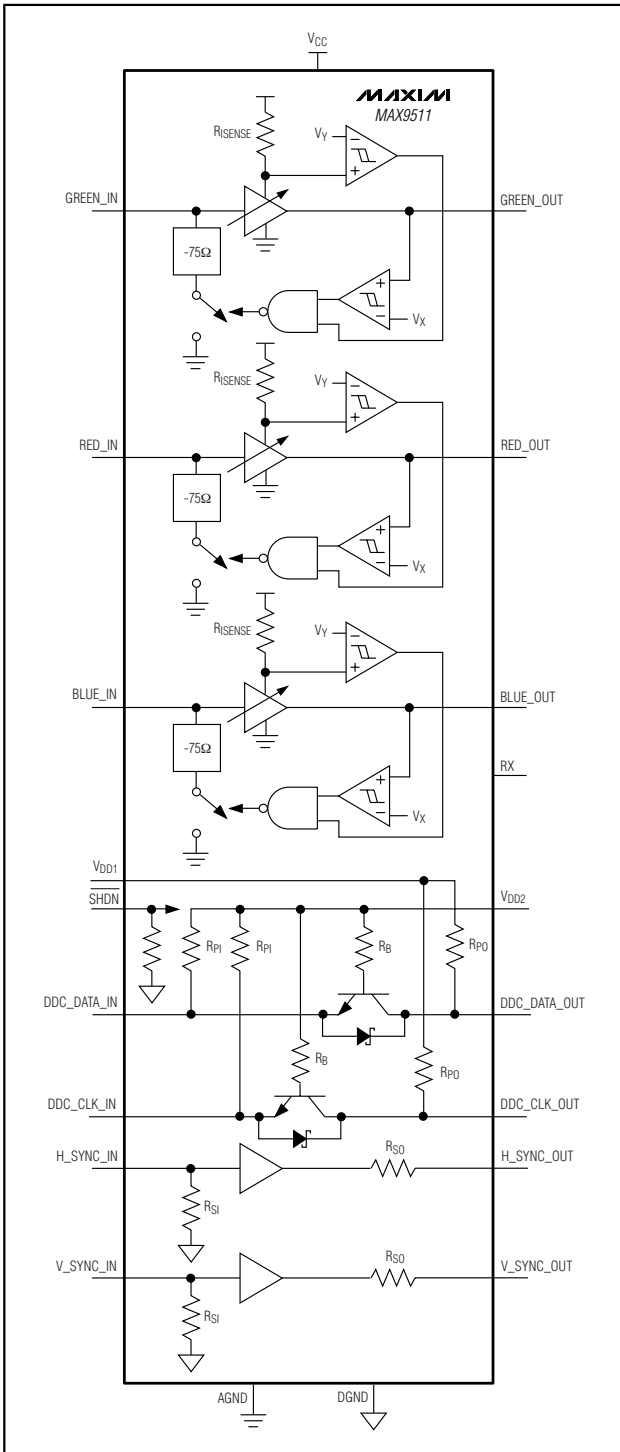 VCC
MAXIM
MAX9511
RISENSE
VY
−
+
GREEN_IN
GREEN_OUT
-75Ω
+
−
VX
RISENSE
VY
−
+
RED_IN
RED_OUT
-75Ω
+
−
VX
RISENSE
VY
−
+
BLUE_IN
BLUE_OUT
-75Ω
RX
+
−
VX
VDD1
SHDN
VDD2
RPI
RPI
RB
RPO
DDC_DATA_IN
DDC_DATA_OUT
RB
RPO
DDC_CLK_IN
DDC_CLK_OUT
H_SYNC_IN
RSO
H_SYNC_OUT
RSI
V_SYNC_IN
RSO
V_SYNC_OUT
RSI
AGND
DGND